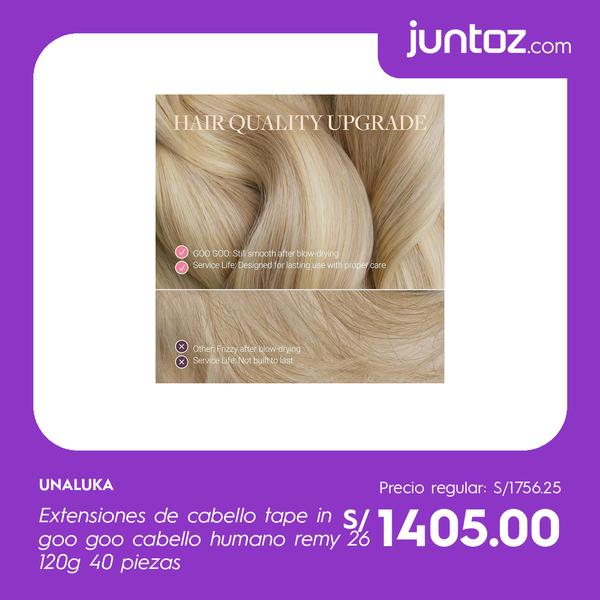 juntoz.com
HAIR QUALITY UPGRADE
GOO GOO: Still smooth after blow-drying
Service Life: Designed for lasting use with proper care
Other: Frizzy after blow-drying
Service Life: Not built to last
UNALUKA
Precio regular: S/1756.25
Extensiones de cabello tape in
goo goo cabello humano remy 26
120g 40 piezas
S/1405.00